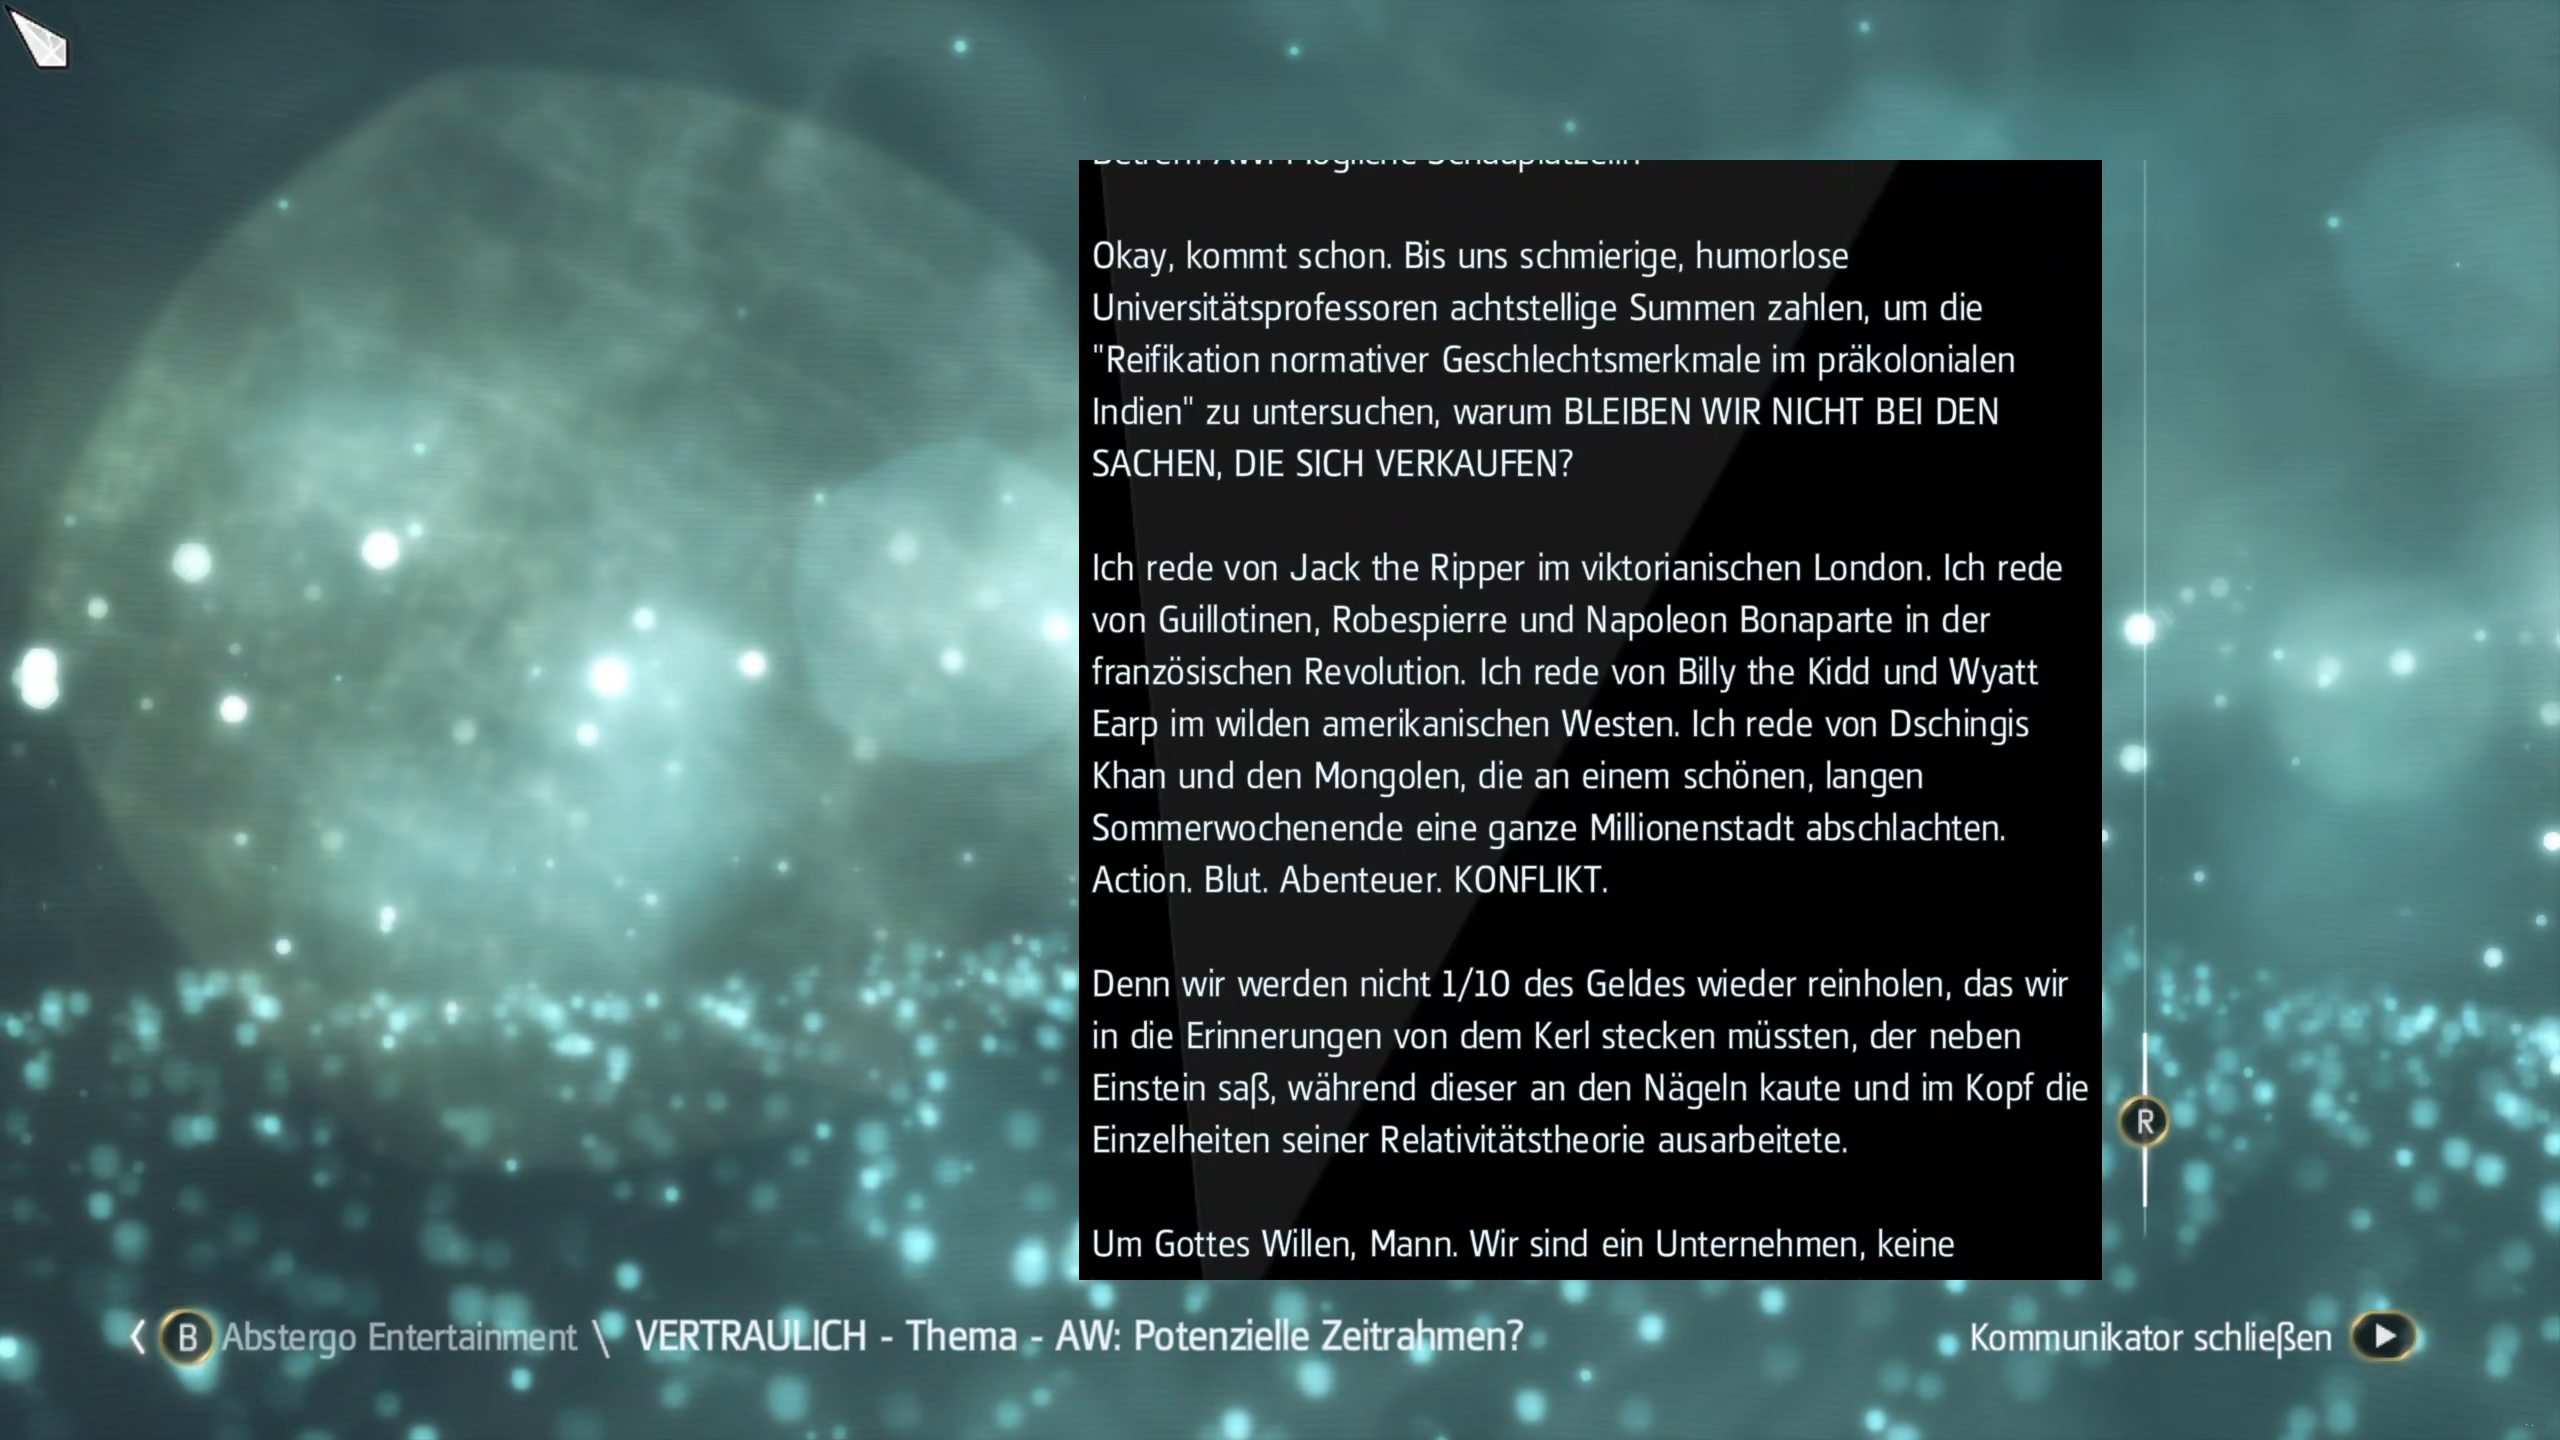 Okay, kommt schon. Bis uns schmierige, humorlose
Universitätsprofessoren achtstellige Summen zahlen, um die
"Reifikation normativer Geschlechtsmerkmale im präkolonialen
Indien" zu untersuchen, warum BLEIBEN WIR NICHT BEI DEN
SACHEN, DIE SICH VERKAUFEN?
Ich rede von Jack the Ripper im viktorianischen London. Ich rede
von Guillotinen, Robespierre und Napoleon Bonaparte in der
französischen Revolution. Ich rede von Billy the Kidd und Wyatt
Earp im wilden amerikanischen Westen. Ich rede von Dschingis
Khan und den Mongolen, die an einem schönen, langen
Sommerwochenende eine ganze Millionenstadt abschlachten.
Action. Blut. Abenteuer. KONFLIKT.
Denn wir werden nicht 1/10 des Geldes wieder reinholen, das wir
in die Erinnerungen von dem Kerl stecken müssten, der neben
Einstein saß, während dieser an den Nägeln kaute und im Kopf die
Einzelheiten seiner Relativitätstheorie ausarbeitete.
Um Gottes Willen, Mann. Wir sind ein Unternehmen, keine
R
B Abstergo Entertainment \ VERTRAULICH - Thema - AW: Potenzielle Zeitrahmen?
Kommunikator schließen